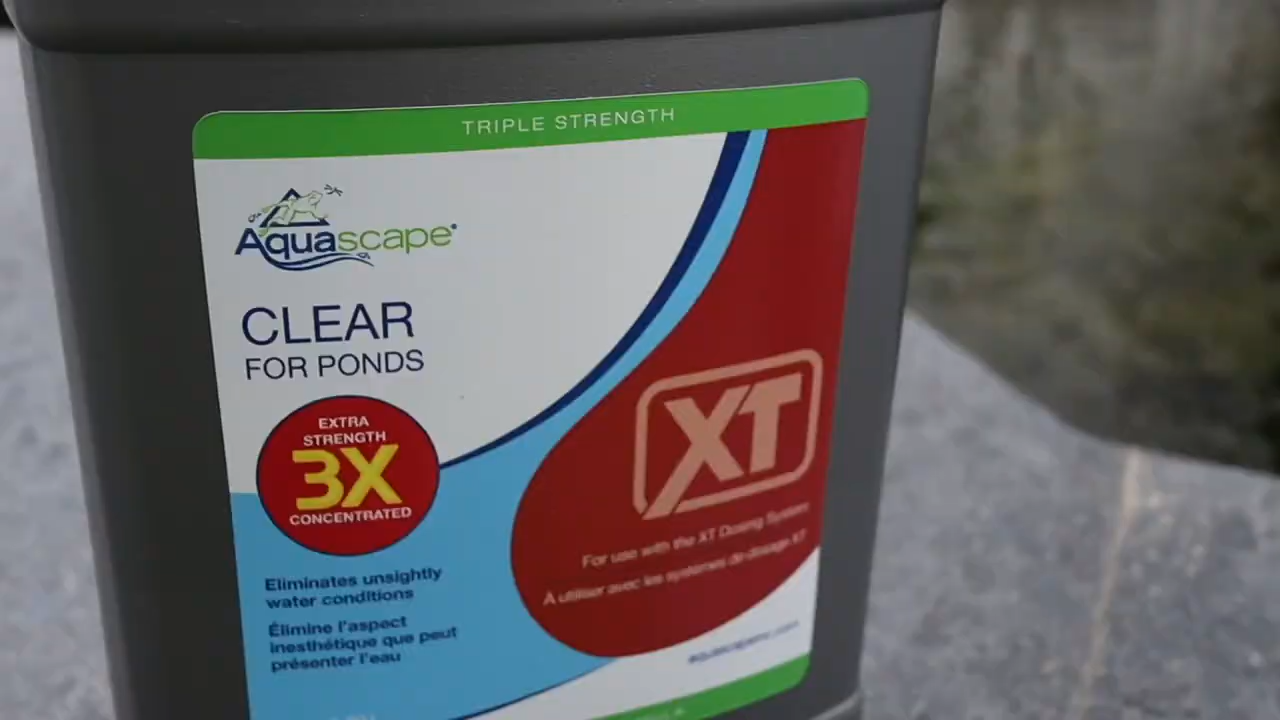 TRIPLE STRENGTH
Aquascape
CLEAR
FOR PONDS
EXTRA
STRENGTH
3X
CONCENTRATED
Eliminates unsightly
water conditions
Élimine l'aspect
inesthétique que peut
présenter l'eau
XT
For use with the XT Dosing System
À utiliser avec les systèmes de dosage XT